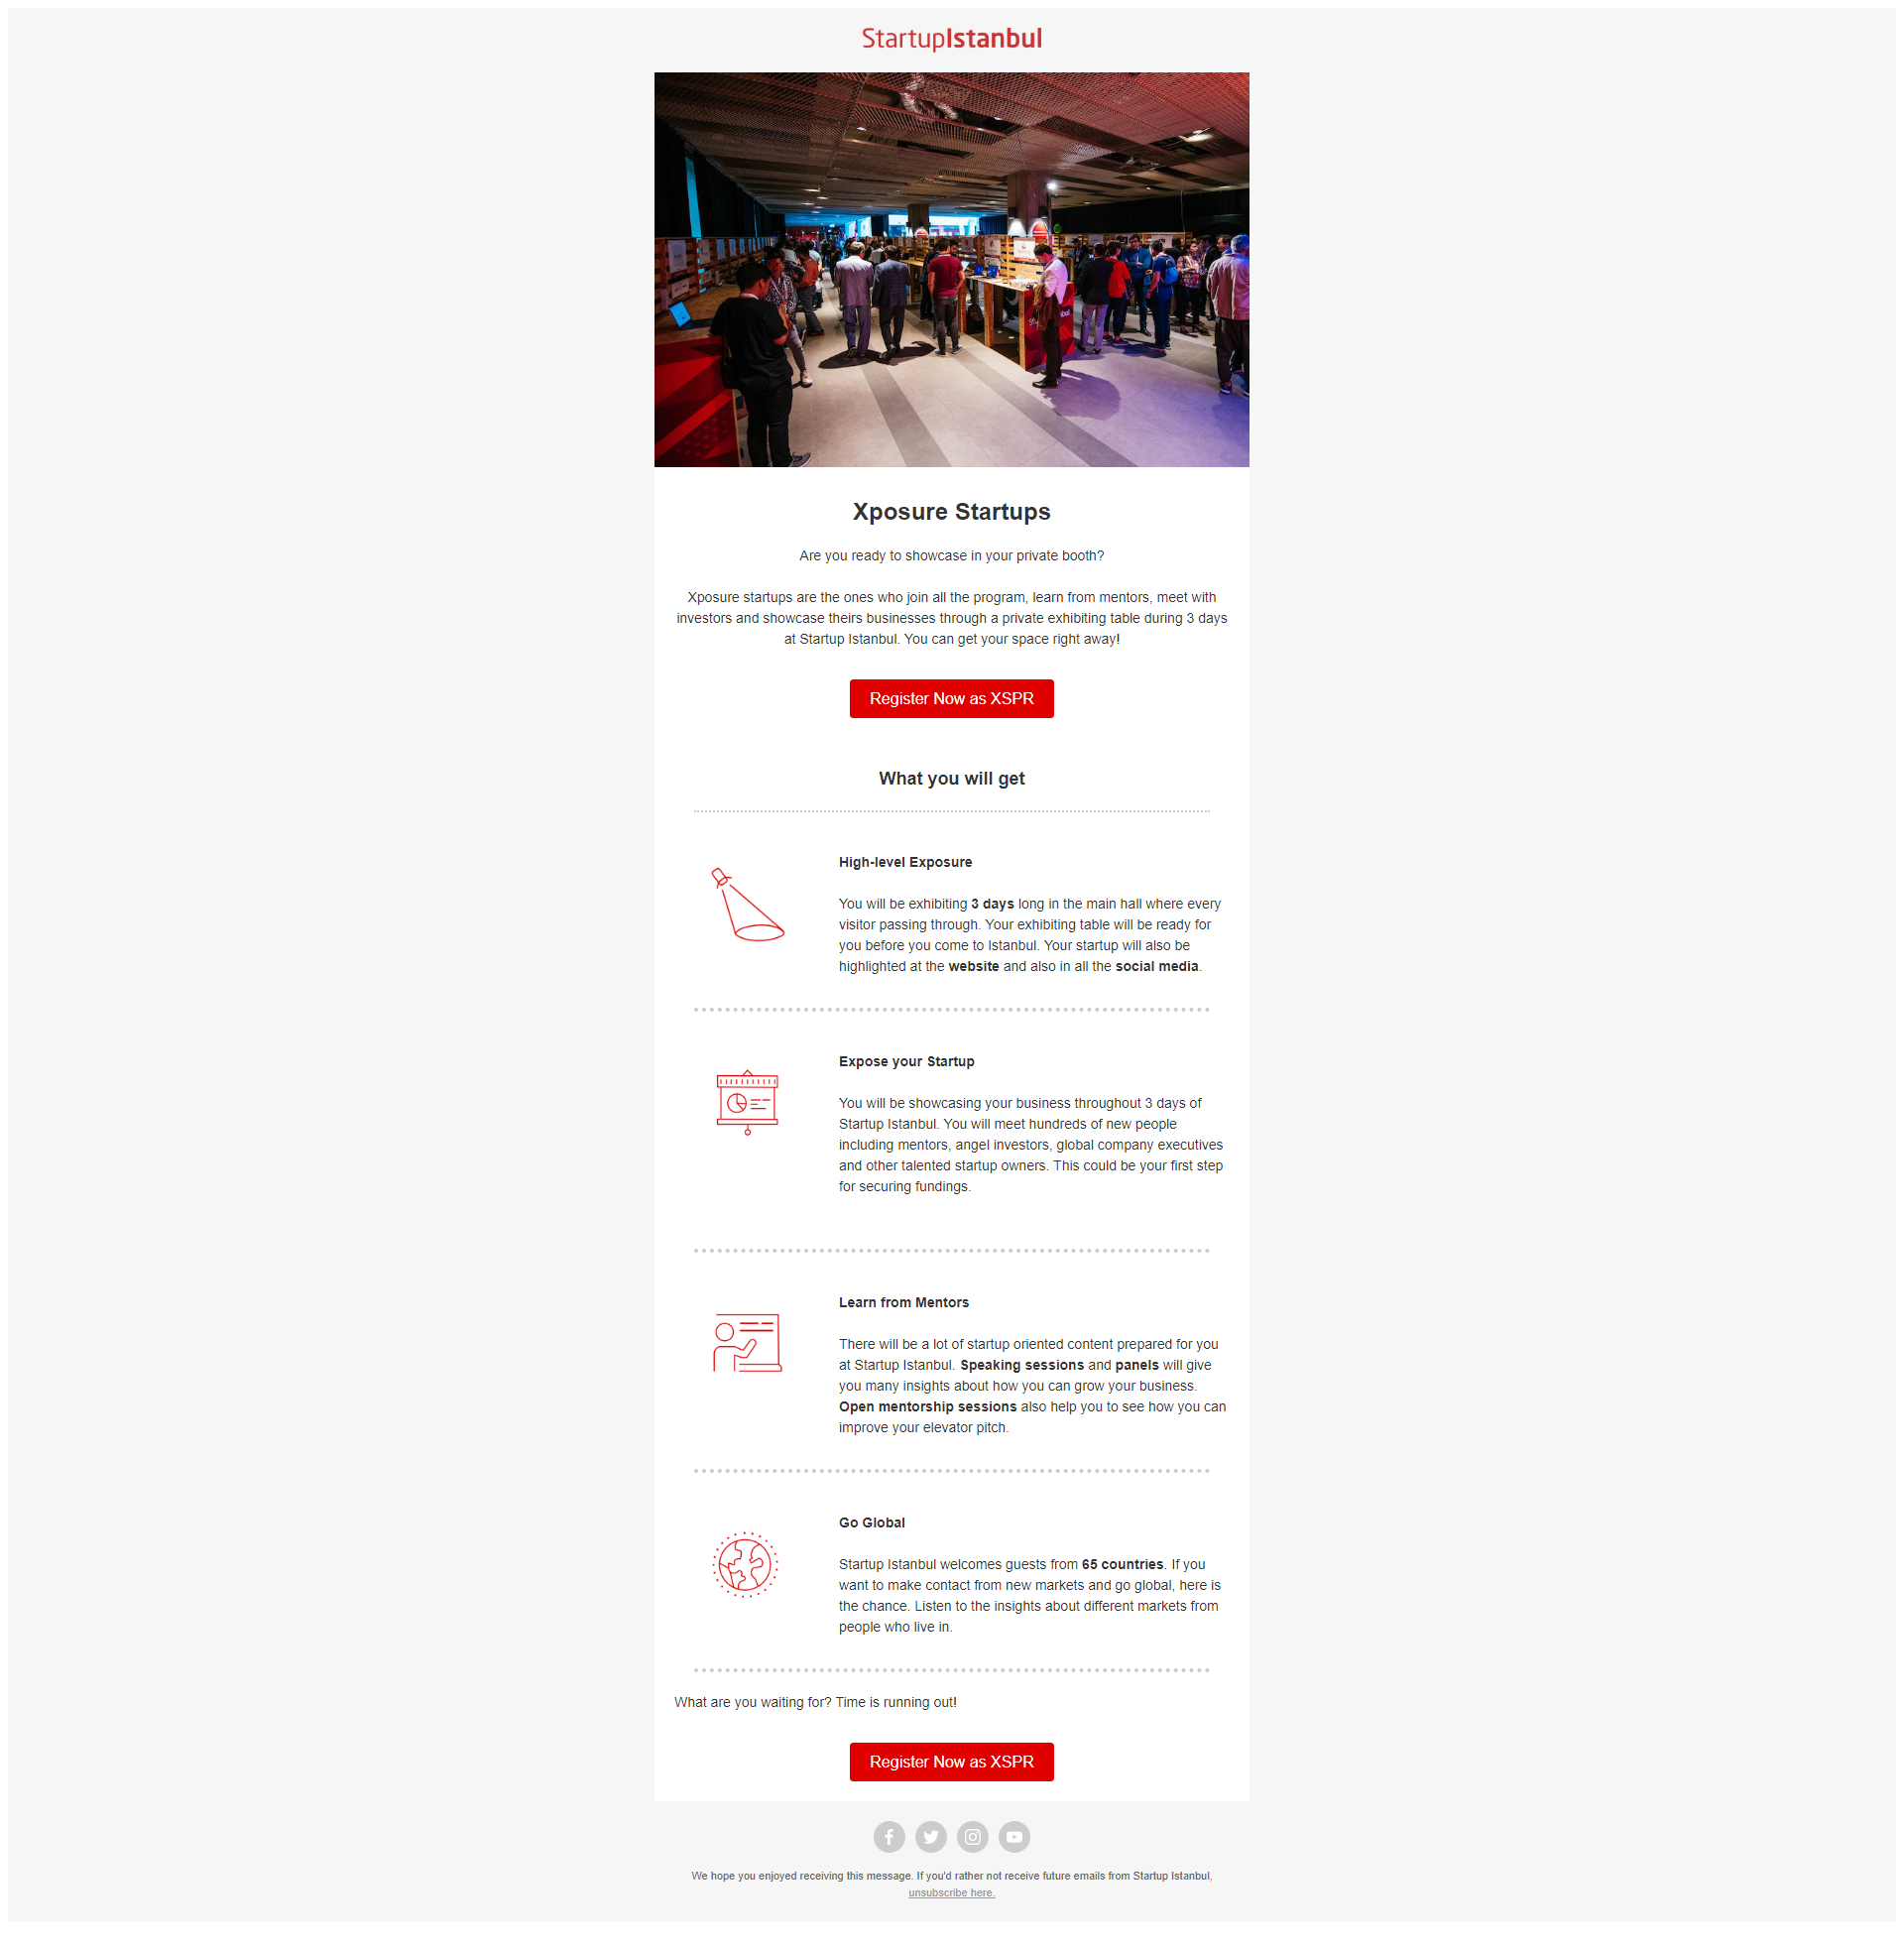 StartupIstanbul
Xposure Startups
Are you ready to showcase in your private booth?
Xposure startups are the ones who join all the program, learn from mentors, meet with
investors and showcase theirs businesses through a private exhibiting table during 3 days
at Startup Istanbul. You can get your space right away!
Register Now as XSPR
What you will get
High-level Exposure
You will be exhibiting 3 days long in the main hall where every
visitor passing through. Your exhibiting table will be ready for
you before you come to Istanbul. Your startup will also be
highlighted at the website and also in all the social media.
Expose your Startup
You will be showcasing your business throughout 3 days of
Startup Istanbul. You will meet hundreds of new people
including mentors, angel investors, global company executives
and other talented startup owners. This could be your first step
for securing fundings.
Learn from Mentors
There will be a lot of startup oriented content prepared for you
at Startup Istanbul. Speaking sessions and panels will give
you many insights about how you can grow your business.
Open mentorship sessions also help you to see how you can
improve your elevator pitch.
Go Global
Startup Istanbul welcomes guests from 65 countries. If you
want to make contact from new markets and go global, here is
the chance. Listen to the insights about different markets from
people who live in.
What are you waiting for? Time is running out!
Register Now as XSPR
We hope you enjoyed receiving this message. If you'd rather not receive future emails from Startup Istanbul,
unsubscribe here.